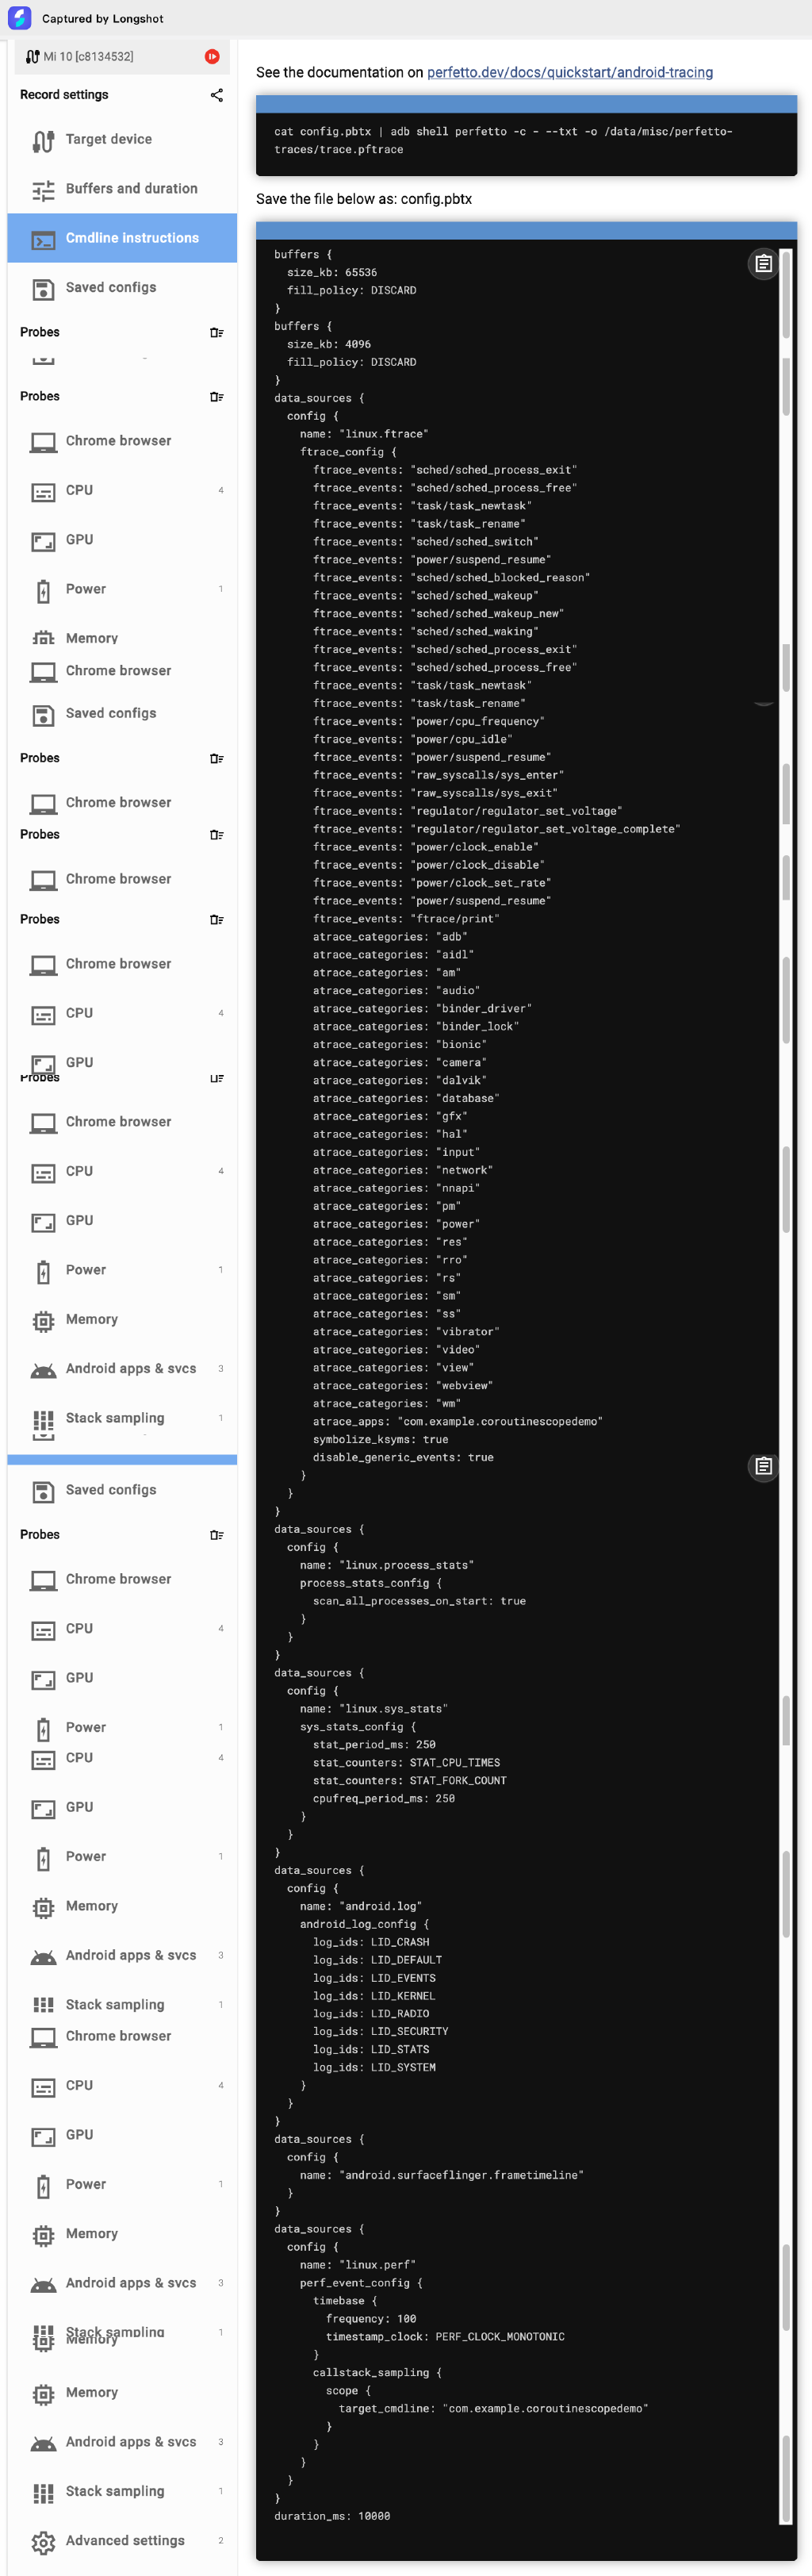 Captured by Longshot
Mi 10 [c8134532]
Record settings
Target device
Buffers and duration
Cmdline instructions
Saved configs
Probes
Probes
Chrome browser
CPU 4
GPU
Power 1
Memory
Chrome browser
Saved configs
Probes
Chrome browser
Probes
Chrome browser
Probes
Chrome browser
CPU 4
GPU
Probes
Chrome browser
CPU 4
GPU
Power 1
Memory
Android apps & svcs 3
Stack sampling 1
Saved configs
Probes
Chrome browser
CPU 4
GPU
Power 1
CPU 4
GPU
Power 1
Memory
Android apps & svcs 3
Stack sampling 1
Chrome browser
CPU 4
GPU
Power 1
Memory
Android apps & svcs 3
Stack sampling 1
Memory
Memory
Android apps & svcs 3
Stack sampling 1
Advanced settings 2
See the documentation on perfetto.dev/docs/quickstart/android-tracing
cat config.pbtx | adb shell perfetto -c - --txt -o /data/misc/perfetto-
traces/trace.pftrace
Save the file below as: config.pbtx
buffers {
  size_kb: 65536
  fill_policy: DISCARD
}
buffers {
  size_kb: 4096
  fill_policy: DISCARD
}
data_sources {
  config {
    name: "linux.ftrace"
    ftrace_config {
      ftrace_events: "sched/sched_process_exit"
      ftrace_events: "sched/sched_process_free"
      ftrace_events: "task/task_newtask"
      ftrace_events: "task/task_rename"
      ftrace_events: "sched/sched_switch"
      ftrace_events: "power/suspend_resume"
      ftrace_events: "sched/sched_blocked_reason"
      ftrace_events: "sched/sched_wakeup"
      ftrace_events: "sched/sched_wakeup_new"
      ftrace_events: "sched/sched_waking"
      ftrace_events: "sched/sched_process_exit"
      ftrace_events: "sched/sched_process_free"
      ftrace_events: "task/task_newtask"
      ftrace_events: "task/task_rename"
      ftrace_events: "power/cpu_frequency"
      ftrace_events: "power/cpu_idle"
      ftrace_events: "power/suspend_resume"
      ftrace_events: "raw_syscalls/sys_enter"
      ftrace_events: "raw_syscalls/sys_exit"
      ftrace_events: "regulator/regulator_set_voltage"
      ftrace_events: "regulator/regulator_set_voltage_complete"
      ftrace_events: "power/clock_enable"
      ftrace_events: "power/clock_disable"
      ftrace_events: "power/clock_set_rate"
      ftrace_events: "power/suspend_resume"
      ftrace_events: "ftrace/print"
      atrace_categories: "adb"
      atrace_categories: "aidl"
      atrace_categories: "am"
      atrace_categories: "audio"
      atrace_categories: "binder_driver"
      atrace_categories: "binder_lock"
      atrace_categories: "bionic"
      atrace_categories: "camera"
      atrace_categories: "dalvik"
      atrace_categories: "database"
      atrace_categories: "gfx"
      atrace_categories: "hal"
      atrace_categories: "input"
      atrace_categories: "network"
      atrace_categories: "nnapi"
      atrace_categories: "pm"
      atrace_categories: "power"
      atrace_categories: "res"
      atrace_categories: "rro"
      atrace_categories: "rs"
      atrace_categories: "sm"
      atrace_categories: "ss"
      atrace_categories: "vibrator"
      atrace_categories: "video"
      atrace_categories: "view"
      atrace_categories: "webview"
      atrace_categories: "wm"
      atrace_apps: "com.example.coroutinescopedemo"
      symbolize_ksyms: true
      disable_generic_events: true
    }
  }
}
data_sources {
  config {
    name: "linux.process_stats"
    process_stats_config {
      scan_all_processes_on_start: true
    }
  }
}
data_sources {
  config {
    name: "linux.sys_stats"
    sys_stats_config {
      stat_period_ms: 250
      stat_counters: STAT_CPU_TIMES
      stat_counters: STAT_FORK_COUNT
      cpufreq_period_ms: 250
    }
  }
}
data_sources {
  config {
    name: "android.log"
    android_log_config {
      log_ids: LID_CRASH
      log_ids: LID_DEFAULT
      log_ids: LID_EVENTS
      log_ids: LID_KERNEL
      log_ids: LID_RADIO
      log_ids: LID_SECURITY
      log_ids: LID_STATS
      log_ids: LID_SYSTEM
    }
  }
}
data_sources {
  config {
    name: "android.surfaceflinger.frametimeline"
  }
}
data_sources {
  config {
    name: "linux.perf"
    perf_event_config {
      timebase {
        frequency: 100
        timestamp_clock: PERF_CLOCK_MONOTONIC
      }
      callstack_sampling {
        scope {
          target_cmdline: "com.example.coroutinescopedemo"
        }
      }
    }
  }
}
duration_ms: 10000